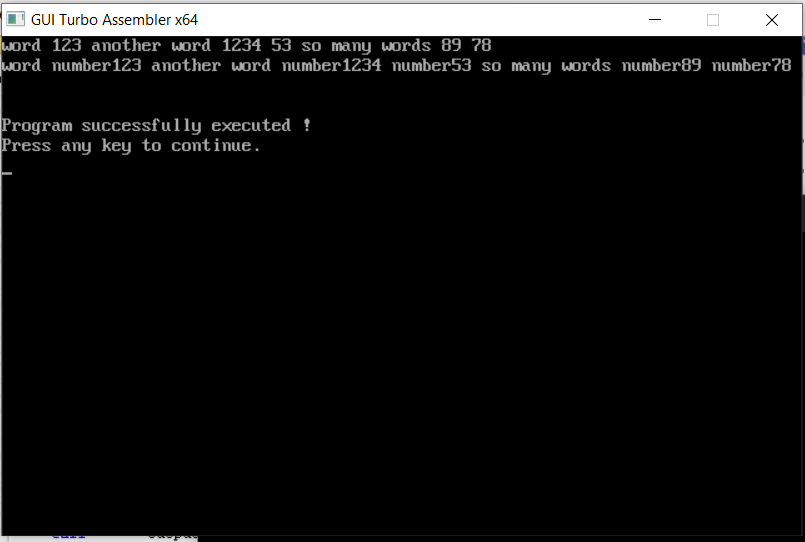 GUI Turbo Assembler x64
word 123 another word 1234 53 so many words 89 78
word number123 another word number1234 number53 so many words number89 number78
Program successfully executed !
Press any key to continue.